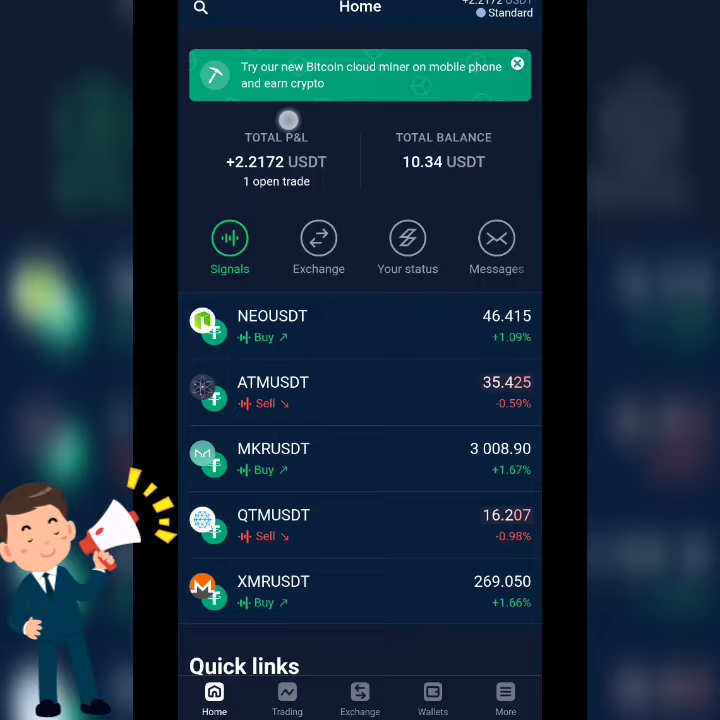 Home
+2.2172 USDT
Standard
Try our new Bitcoin cloud miner on mobile phone
and earn crypto
TOTAL P&L
+2.2172 USDT
1 open trade
TOTAL BALANCE
10.34 USDT
Signals
Exchange
Your status
Messages
NEOUSDT
46.415
Buy
+1.09%
ATMUSDT
35.425
Sell
-0.59%
MKRUSDT
3 008.90
Buy
+1.67%
QTMUSDT
16.207
Sell
-0.98%
XMRUSDT
269.050
Buy
+1.66%
Quick links
Home
Trading
Exchange
Wallets
More